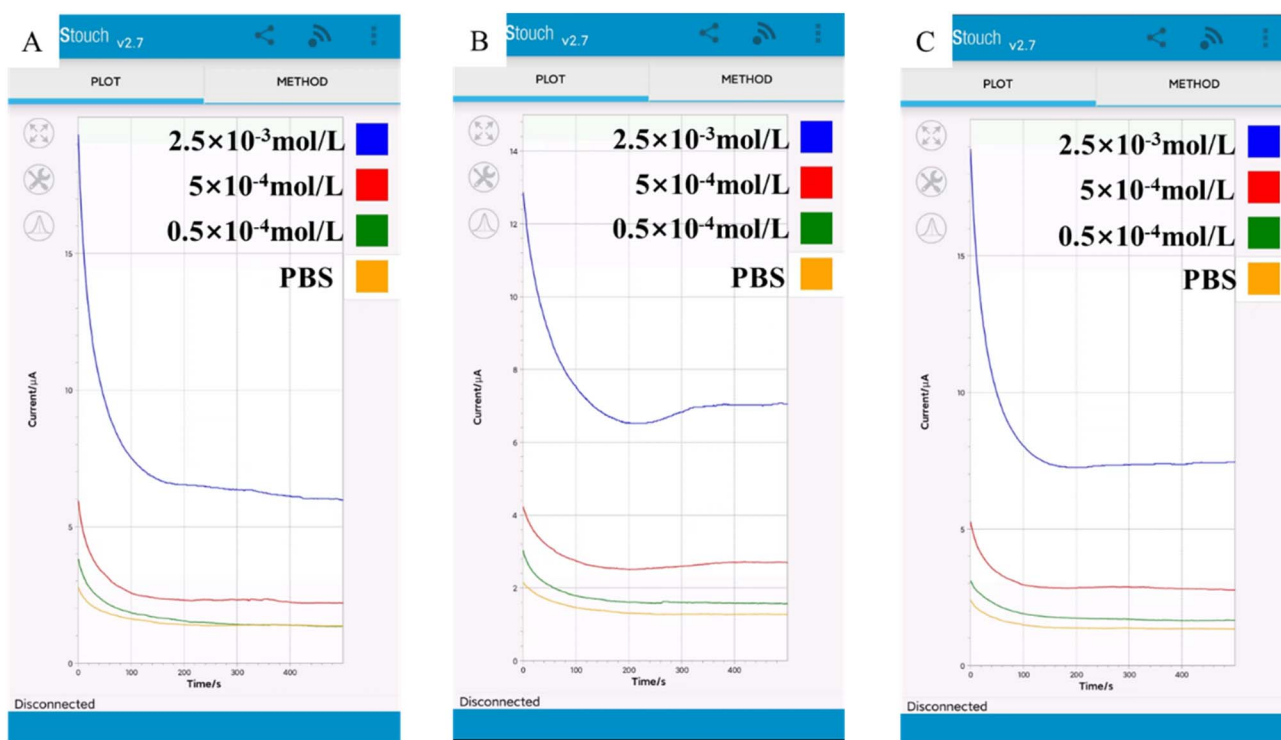 A
Stouch v2.7
PLOT METHOD
2.5×10⁻³mol/L
5×10⁻⁴mol/L
0.5×10⁻⁴mol/L
PBS
15
10
5
0
Current/µA
0 100 200 300 400
Time/s
Disconnected
B
Stouch v2.7
PLOT METHOD
2.5×10⁻³mol/L
5×10⁻⁴mol/L
0.5×10⁻⁴mol/L
PBS
14
12
10
8
6
4
2
0
Current/µA
0 100 200 300 400
Time/s
Disconnected
C
Stouch v2.7
PLOT METHOD
2.5×10⁻³mol/L
5×10⁻⁴mol/L
0.5×10⁻⁴mol/L
PBS
15
10
5
0
Current/µA
0 100 200 300 400
Time/s
Disconnected